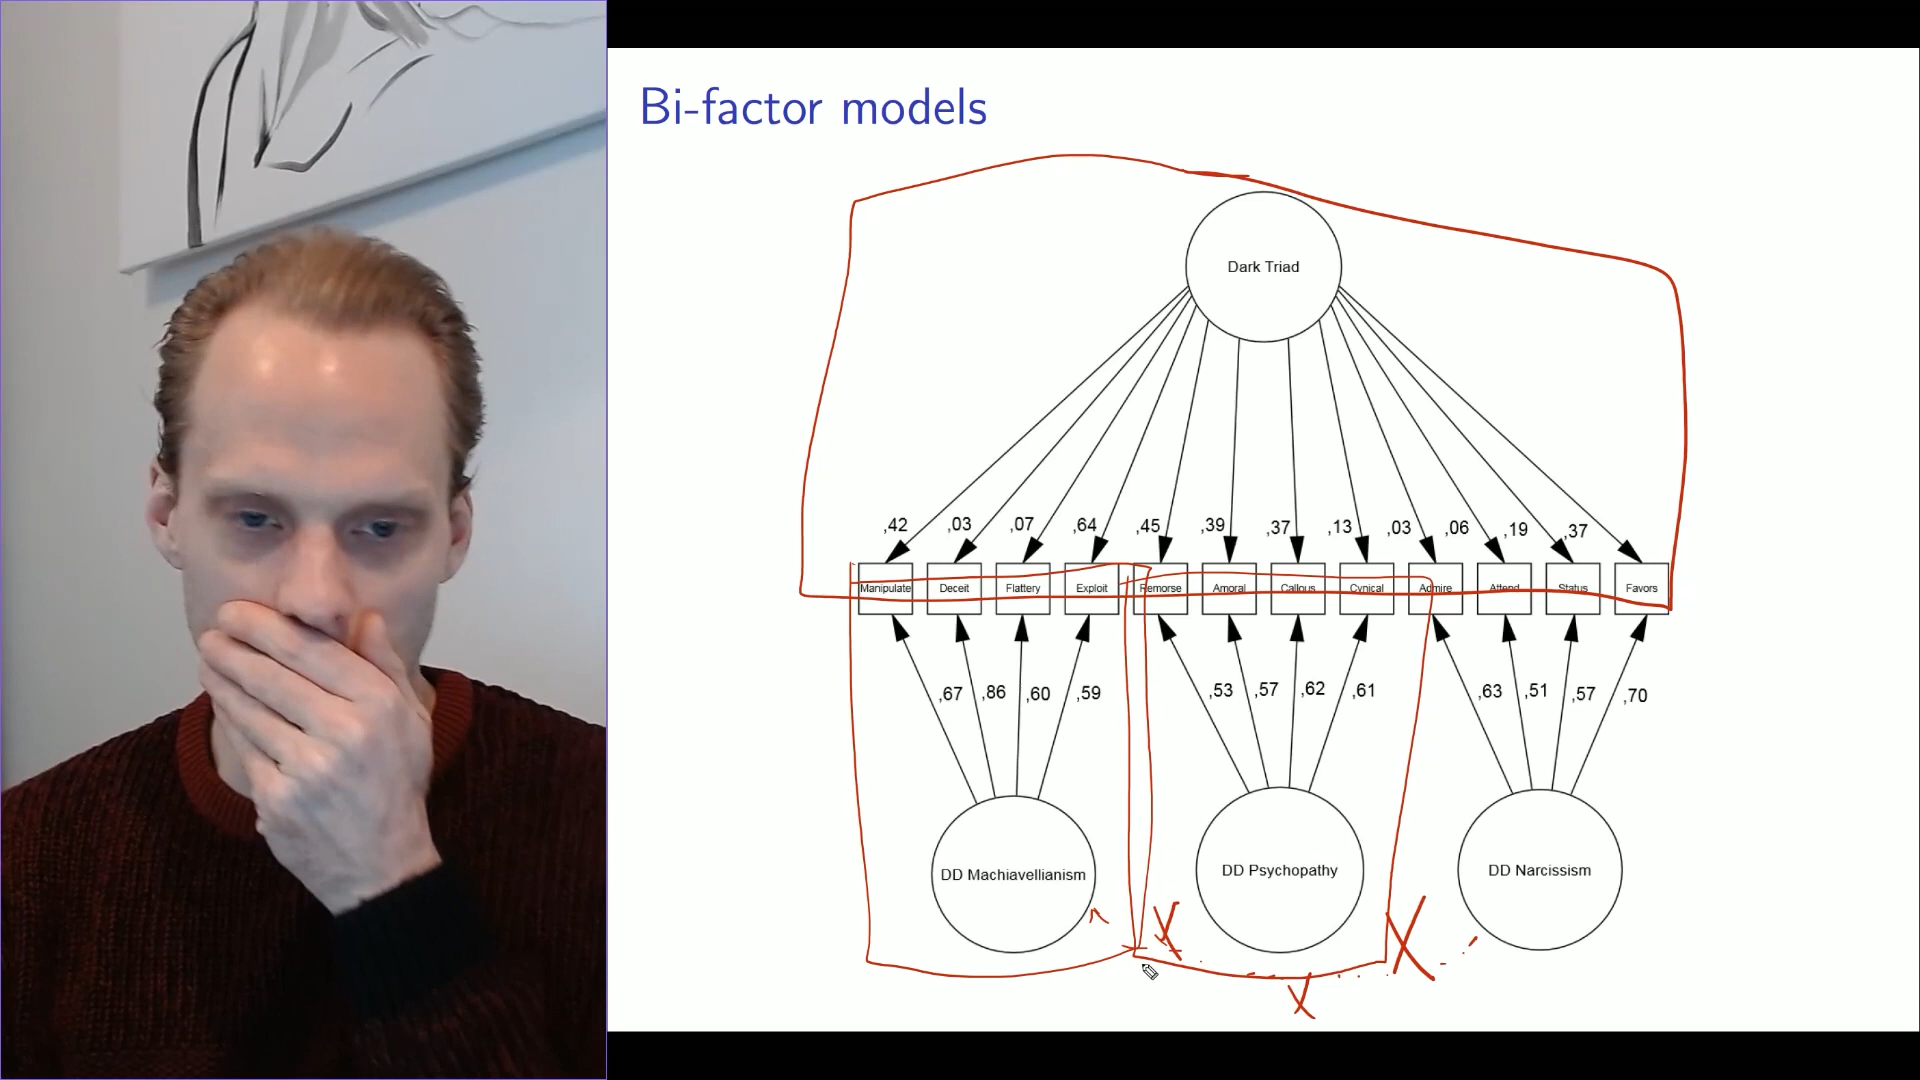 Bi-factor models
Dark Triad
,42 ,03 ,07 ,64 ,45 ,39 ,37 ,13 ,03 ,06 ,19 ,37
Manipulate Deceit Flattery Exploit Remorse Amoral Callous Cynical Admire Attend Status Favors
,67 ,86 ,60 ,59 ,53 ,57 ,62 ,61 ,63 ,51 ,57 ,70
DD Machiavellianism DD Psychopathy DD Narcissism